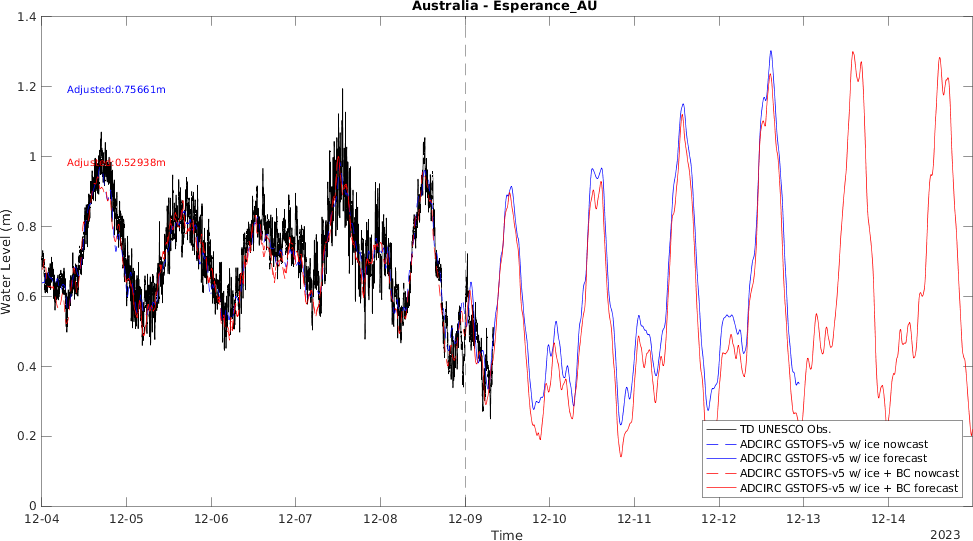 Australia - Esperance_AU
1.4
1.2
1
0.8
0.6
0.4
0.2
0
Water Level (m)
Adjusted:0.75661m
Adjusted:0.52938m
TD UNESCO Obs.
ADCIRC GSTOFS-v5 w/ ice nowcast
ADCIRC GSTOFS-v5 w/ ice forecast
ADCIRC GSTOFS-v5 w/ ice + BC nowcast
ADCIRC GSTOFS-v5 w/ ice + BC forecast
12-04 12-05 12-06 12-07 12-08 12-09 12-10 12-11 12-12 12-13 12-14
Time
2023